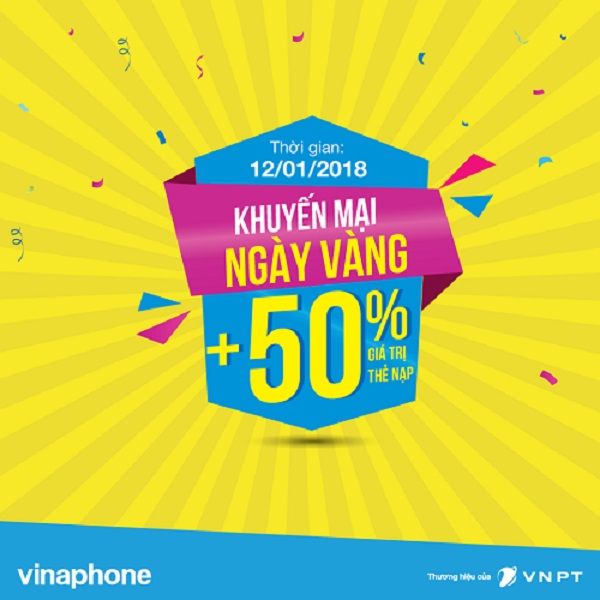 Thời gian:
12/01/2018
KHUYẾN MẠI
NGÀY VÀNG
+50%
GIÁ TRỊ
THẺ NẠP
vinaphone
Thương hiệu của VNPT